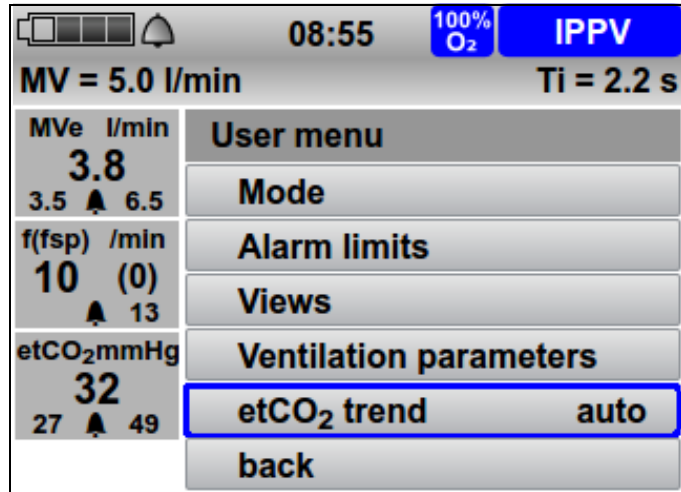 08:55 100% O₂ IPPV
MV = 5.0 l/min Ti = 2.2 s
MVe l/min
3.8
3.5 6.5
f(fsp) /min
10 (0)
13
etCO₂mmHg
32
27 49
User menu
Mode
Alarm limits
Views
Ventilation parameters
etCO₂ trend auto
back